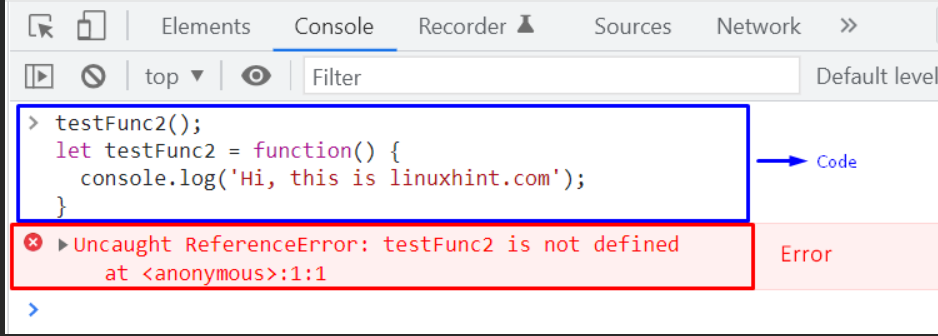 Elements Console Recorder Sources Network »
top ▼ Filter Default level
> testFunc2();
let testFunc2 = function() {
console.log('Hi, this is linuxhint.com');
}
Code
▶Uncaught ReferenceError: testFunc2 is not defined
at <anonymous>:1:1
Error
>